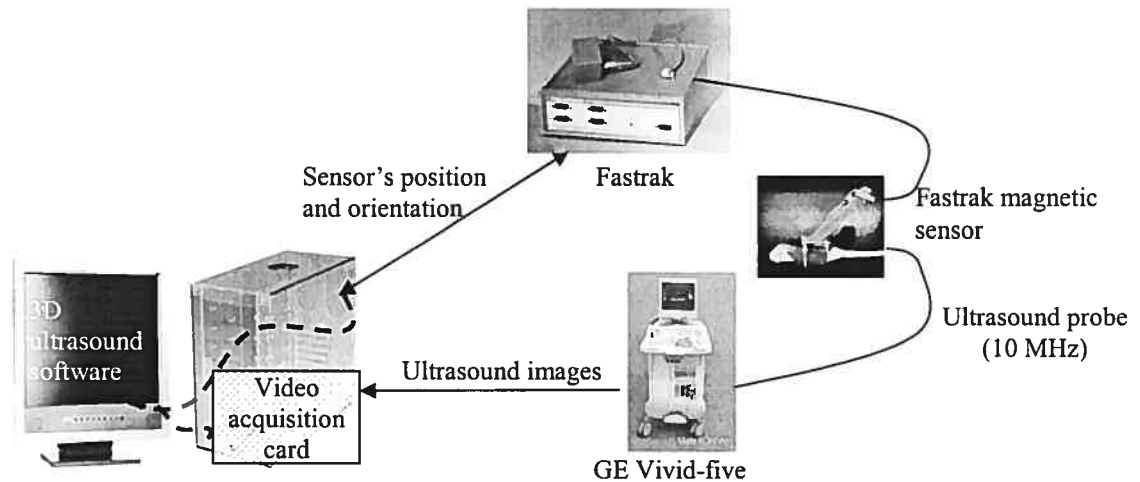 Fastrak
Sensor's position
and orientation
Fastrak magnetic
sensor
3D
ultrasound
software
Ultrasound probe
(10 MHz)
Ultrasound images
Video
acquisition
card
GE Vivid-five